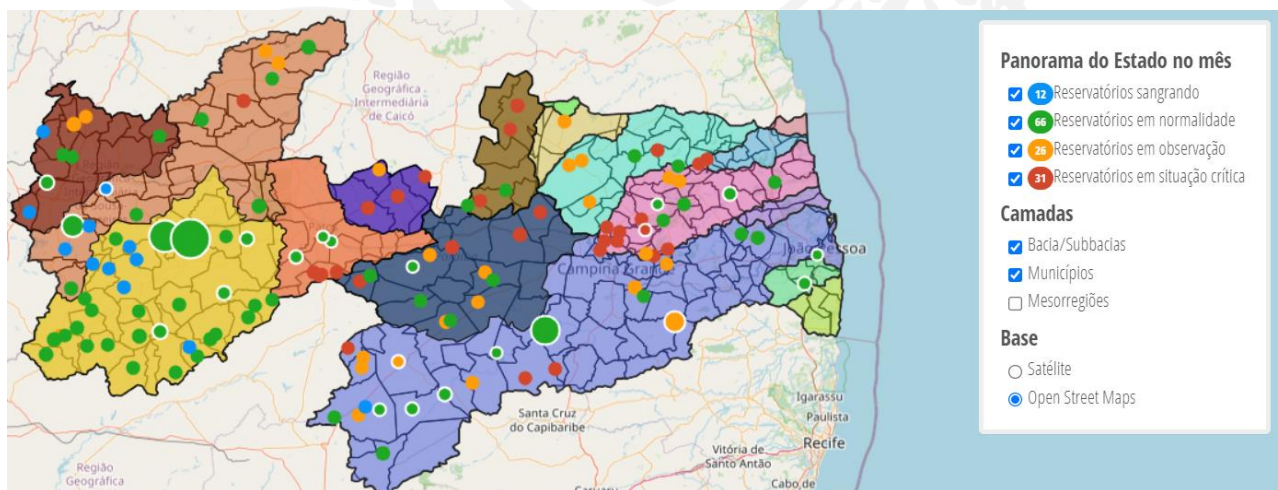 Região
Geográfica
Intermediária
de Caicó
Campina Grande
João Pessoa
Santa Cruz
do Capibaribe
Igarassu
Paulista
Recife
Vitória de
Santo Antão
Cabo de
Região
Geográfica
Panorama do Estado no mês
12 Reservatórios sangrando
66 Reservatórios em normalidade
26 Reservatórios em observação
31 Reservatórios em situação crítica
Camadas
Bacia/Subbacias
Municípios
Mesorregiões
Base
Satélite
Open Street Maps